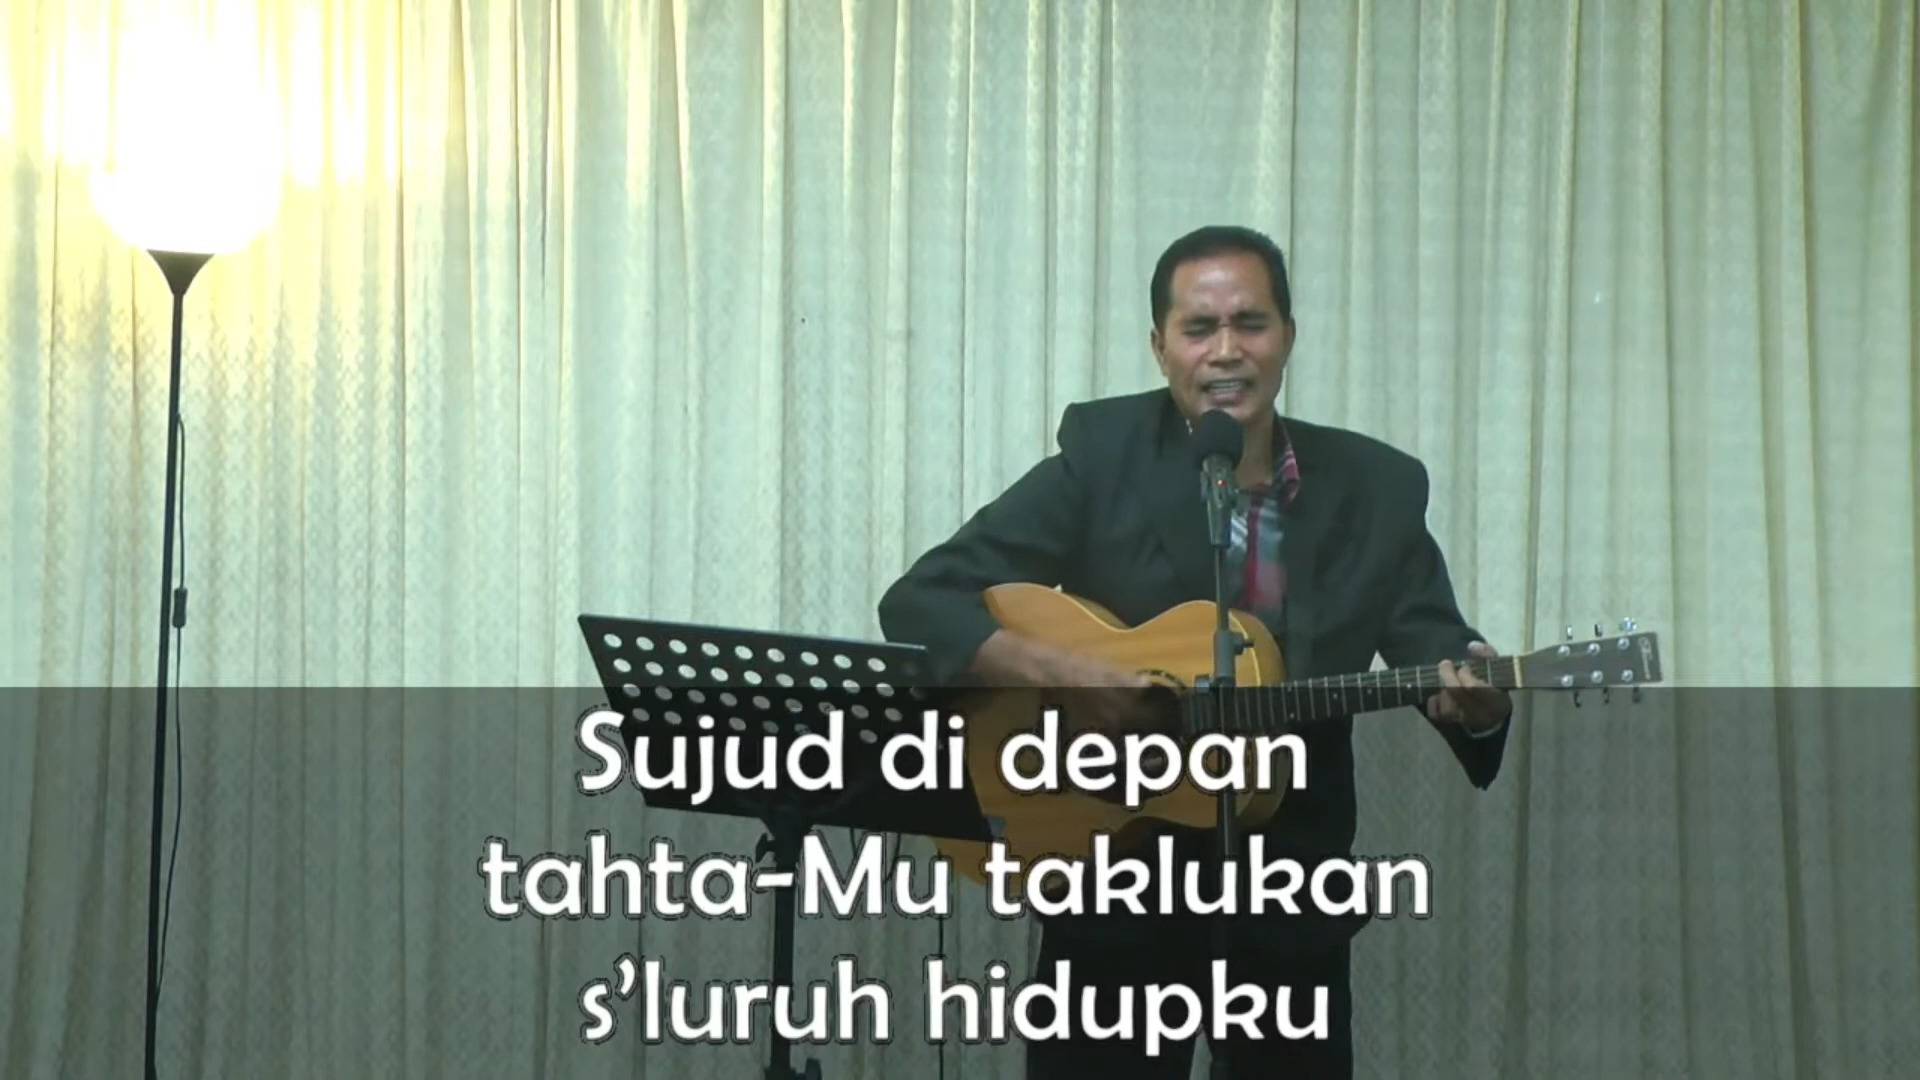 Sujud di depan
tahta-Mu taklukan
s'luruh hidupku